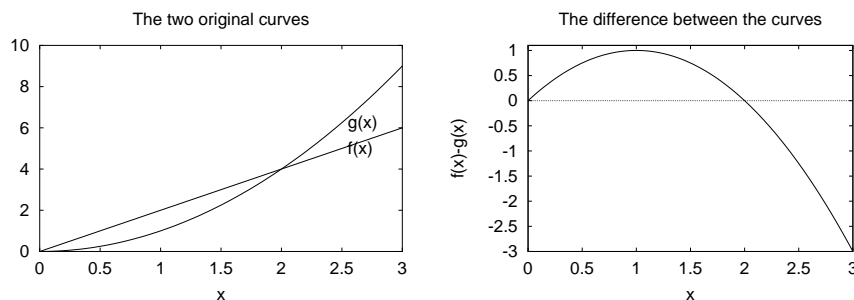 The two original curves
10
8
6
4
2
0
g(x)
f(x)
0 0.5 1 1.5 2 2.5 3
x
The difference between the curves
f(x)-g(x)
1
0.5
0
-0.5
-1
-1.5
-2
-2.5
-3
0 0.5 1 1.5 2 2.5 3
x